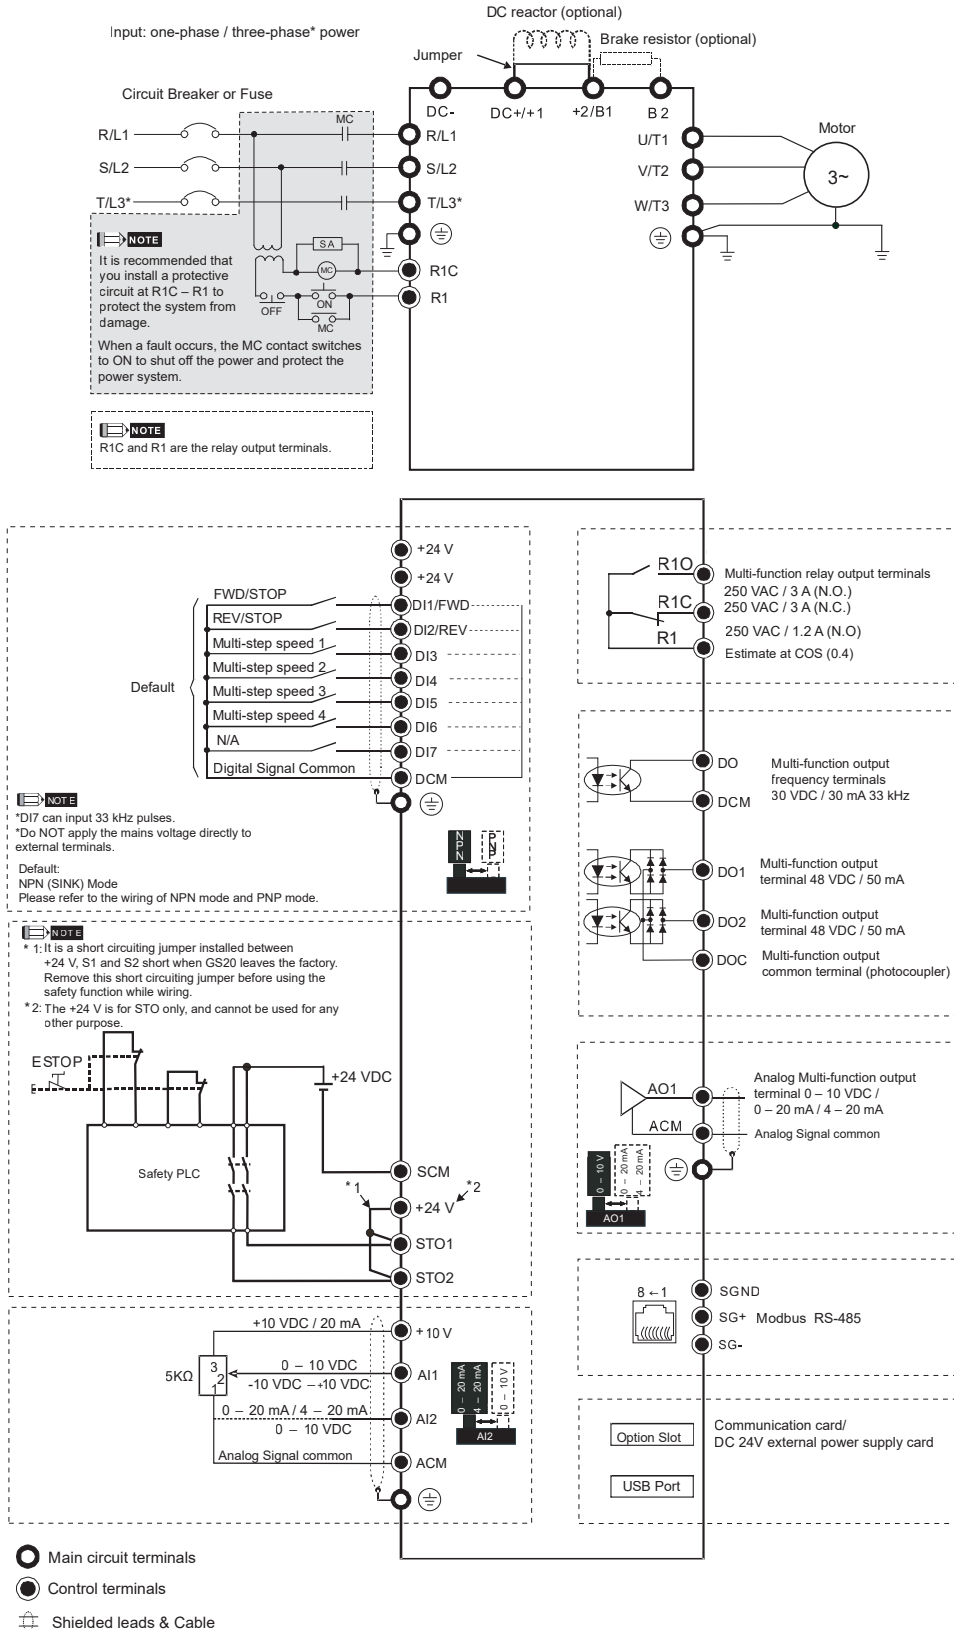 DC reactor (optional)
Input: one-phase / three-phase* power
Brake resistor (optional)
Jumper
Circuit Breaker or Fuse
DC-
DC+/+1
+2/B1
B 2
MC
R/L1
R/L1
U/T1
Motor
S/L2
S/L2
V/T2
3~
T/L3*
T/L3*
W/T3
NOTE
It is recommended that
you install a protective
circuit at R1C – R1 to
protect the system from
damage.
When a fault occurs, the MC contact switches
to ON to shut off the power and protect the
power system.
S A
MC
R1C
OFF
ON
MC
R1
NOTE
R1C and R1 are the relay output terminals.
+24 V
+24 V
FWD/STOP
DI1/FWD
REV/STOP
DI2/REV
Multi-step speed 1
DI3
Multi-step speed 2
DI4
Default
Multi-step speed 3
DI5
Multi-step speed 4
DI6
N/A
DI7
Digital Signal Common
DCM
NOTE
*DI7 can input 33 kHz pulses.
*Do NOT apply the mains voltage directly to
external terminals.
Default:
NPN (SINK) Mode
Please refer to the wiring of NPN mode and PNP mode.
NPN
PNP
NOTE
* 1: It is a short circuiting jumper installed between
+24 V, S1 and S2 short when GS20 leaves the factory.
Remove this short circuiting jumper before using the
safety function while wiring.
*2: The +24 V is for STO only, and cannot be used for any
other purpose.
ESTOP
+24 VDC
Safety PLC
SCM
*1
+24 V
*2
STO1
STO2
+10 VDC / 20 mA
+10V
5KΩ
3
2
1
0 – 10 VDC
-10 VDC – +10 VDC
AI1
0 – 20 mA / 4 – 20 mA
0 – 10 VDC
AI2
Analog Signal common
ACM
0 – 20 mA
4 – 20 mA
0 – 10 V
AI2
R1O
Multi-function relay output terminals
250 VAC / 3 A (N.O.)
R1C
250 VAC / 3 A (N.C.)
R1
250 VAC / 1.2 A (N.O)
Estimate at COS (0.4)
DO
Multi-function output
frequency terminals
30 VDC / 30 mA 33 kHz
DCM
DO1
Multi-function output
terminal 48 VDC / 50 mA
DO2
Multi-function output
terminal 48 VDC / 50 mA
DOC
Multi-function output
common terminal (photocoupler)
AO1
Analog Multi-function output
terminal 0 – 10 VDC /
0 – 20 mA / 4 – 20 mA
ACM
Analog Signal common
0 – 10 V
0 – 20 mA
4 – 20 mA
AO1
8 ←1
SGND
SG+
Modbus RS-485
SG-
Option Slot
Communication card/
DC 24V external power supply card
USB Port
Main circuit terminals
Control terminals
Shielded leads & Cable